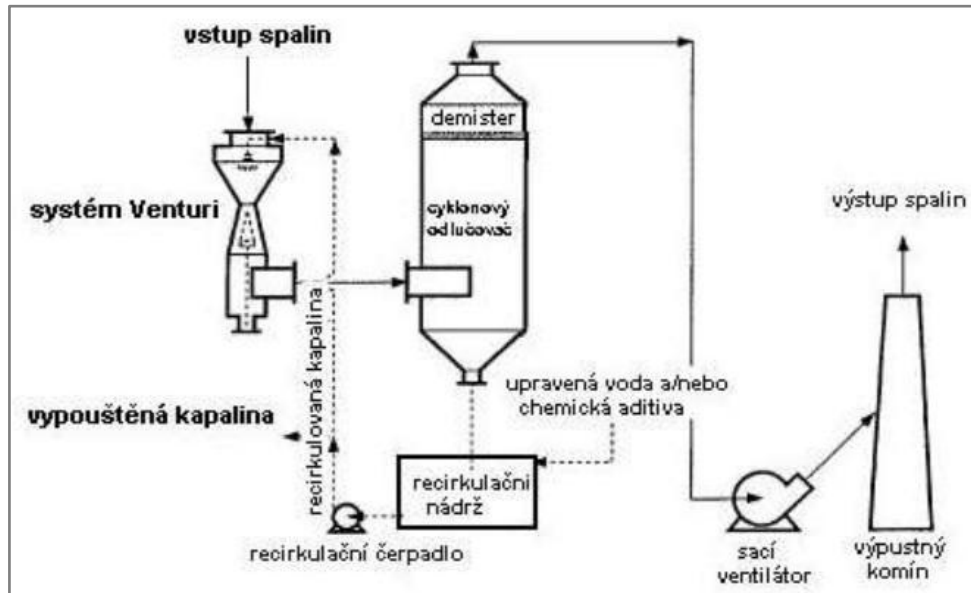 vstup spalin
demister
systém Venturi
cyklonový
odlučovač
výstup spalin
recirkulovaná kapalina
upravená voda a/nebo
chemická aditiva
vypouštěná kapalina
recirkulačni
nádrž
recirkulační čerpadlo
sací
ventilátor
výpustný
komín